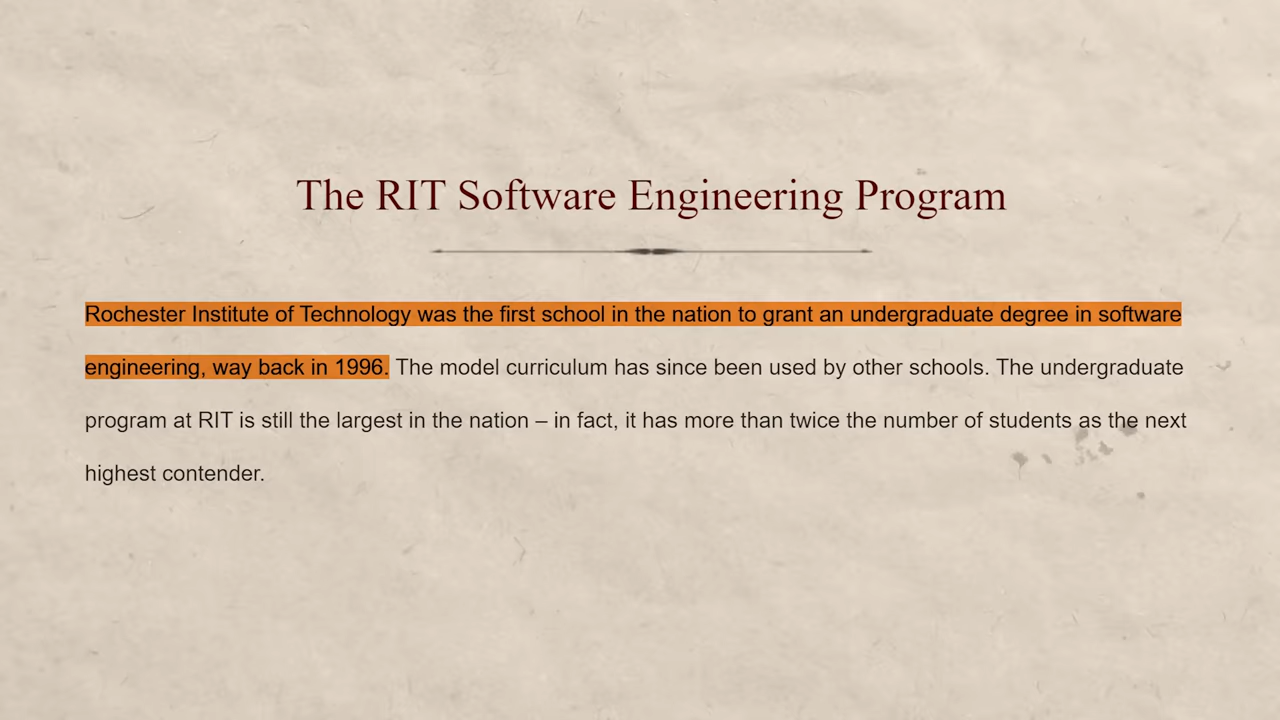 The RIT Software Engineering Program
Rochester Institute of Technology was the first school in the nation to grant an undergraduate degree in software
engineering, way back in 1996. The model curriculum has since been used by other schools. The undergraduate
program at RIT is still the largest in the nation – in fact, it has more than twice the number of students as the next
highest contender.